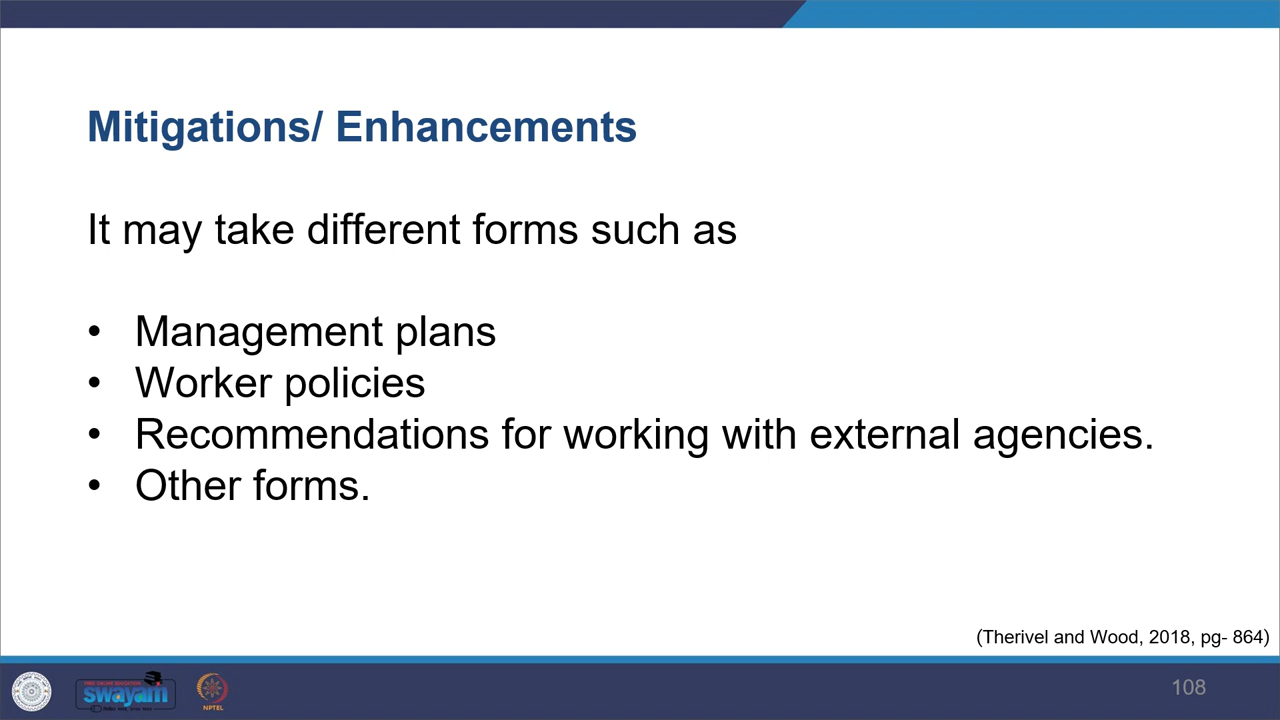 Mitigations/ Enhancements
It may take different forms such as
• Management plans
• Worker policies
• Recommendations for working with external agencies.
• Other forms.
(Therivel and Wood, 2018, pg- 864)
swayam
NPTEL
108